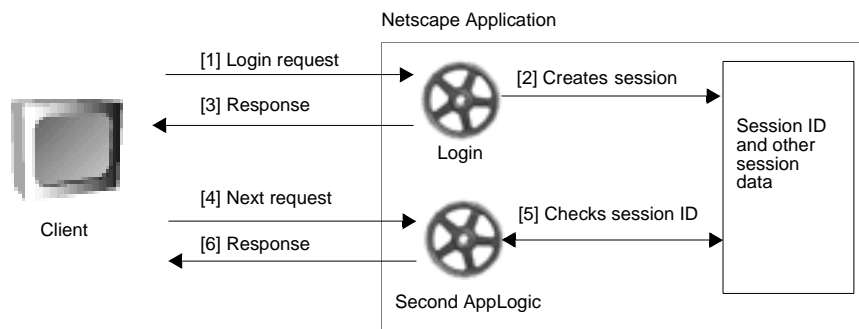 Netscape Application
[1] Login request
[2] Creates session
[3] Response
Login
Session ID
and other
session
data
Client
[4] Next request
[5] Checks session ID
[6] Response
Second AppLogic